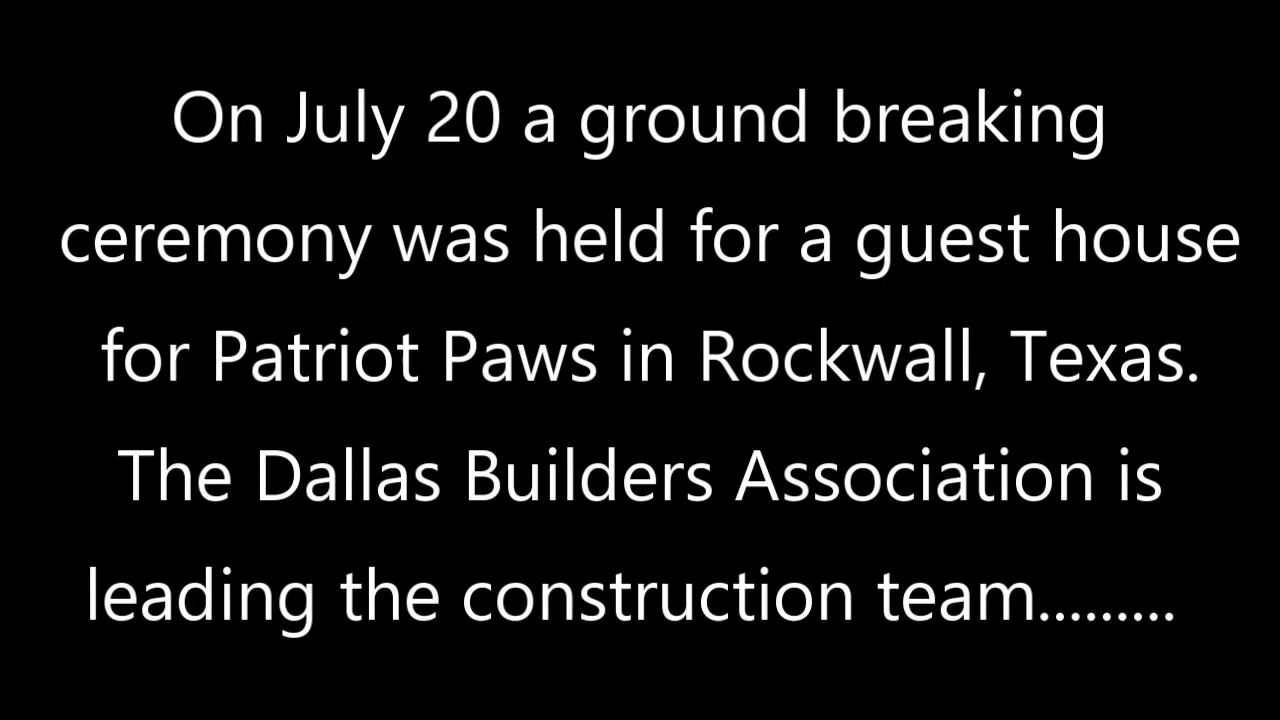 On July 20 a ground breaking
ceremony was held for a guest house
for Patriot Paws in Rockwall, Texas.
The Dallas Builders Association is
leading the construction team.........